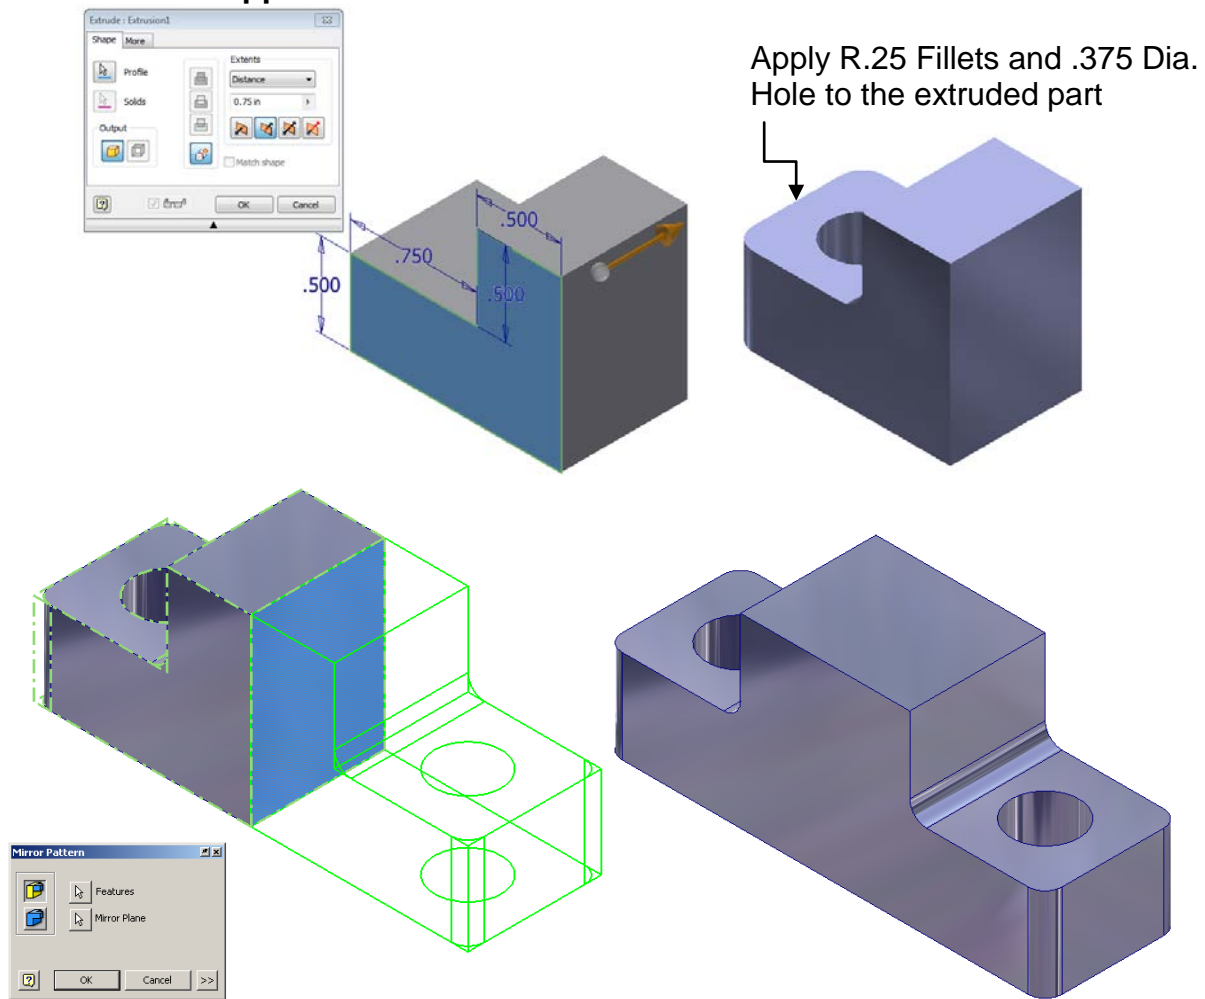 Extrude : Extrusion1
Shape
More
Extents
Profile
Distance
Solids
0.75 in
Output
Match shape
OK
Cancel
Apply R.25 Fillets and .375 Dia.
Hole to the extruded part
.500
.750
.500
.500
Mirror Pattern
Features
Mirror Plane
OK
Cancel
>>